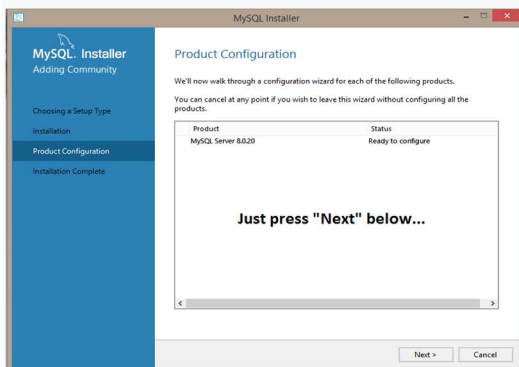 MySQL Installer
MySQL. Installer
Adding Community
Choosing a Setup Type
Installation
Product Configuration
Installation Complete
Product Configuration
We'll now walk through a configuration wizard for each of the following products.
You can cancel at any point if you wish to leave this wizard without configuring all the
products.
Product Status
MySQL Server 8.0.20 Ready to configure
Just press "Next" below...
Next > Cancel